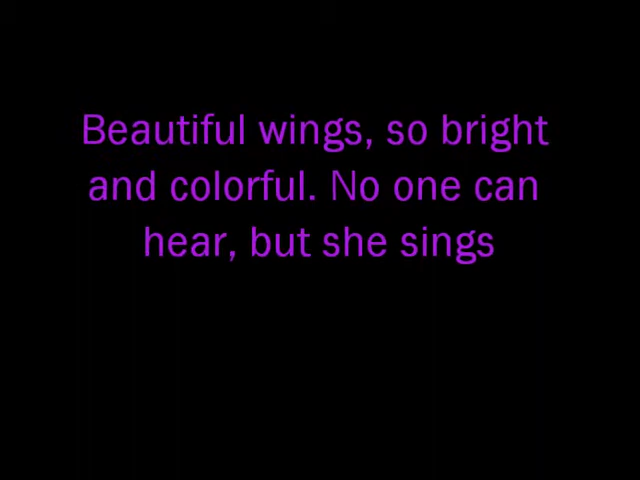 Beautiful wings, so bright
and colorful. No one can
hear, but she sings